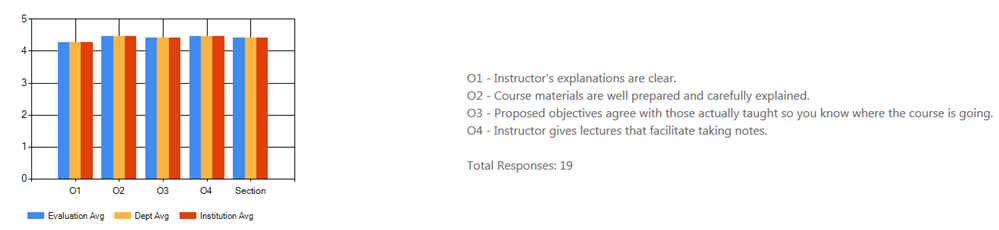 5
4
3
2
1
0
O1 O2 O3 O4 Section
Evaluation Avg Dept Avg Institution Avg
O1 - Instructor's explanations are clear.
O2 - Course materials are well prepared and carefully explained.
O3 - Proposed objectives agree with those actually taught so you know where the course is going.
O4 - Instructor gives lectures that facilitate taking notes.
Total Responses: 19